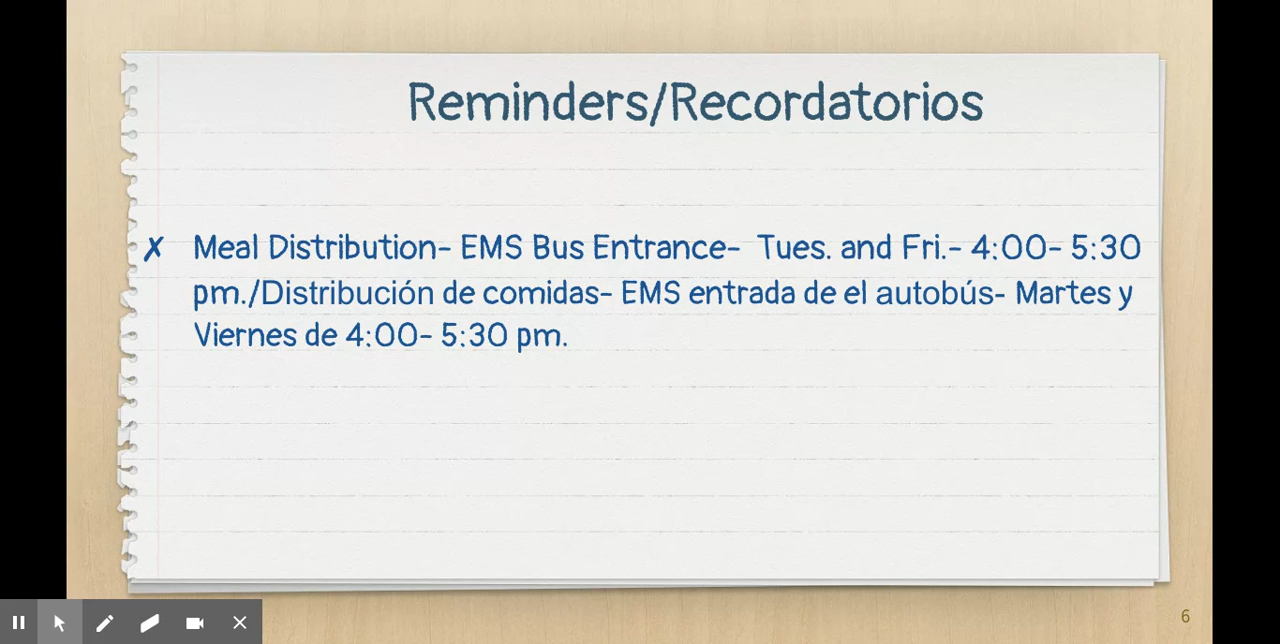 Reminders/Recordatorios
✗ Meal Distribution- EMS Bus Entrance- Tues. and Fri.- 4:00- 5:30
pm./Distribución de comidas- EMS entrada de el autobús- Martes y
Viernes de 4:00- 5:30 pm.
6